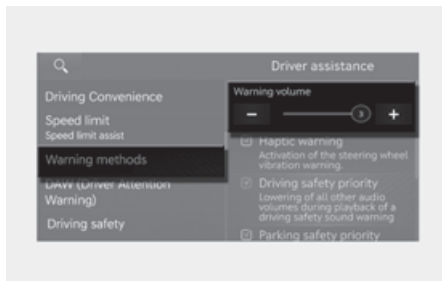 Driver assistance
Driving Convenience
Speed limit
Speed limit assist
Warning methods
DAW (Driver Attention
Warning)
Driving safety
Warning volume
− 3 +
Haptic warning
Activation of the steering wheel
vibration warning.
Driving safety priority
Lowering of all other audio
volumes during playback of a
driving safety sound warning
Parking safety priority